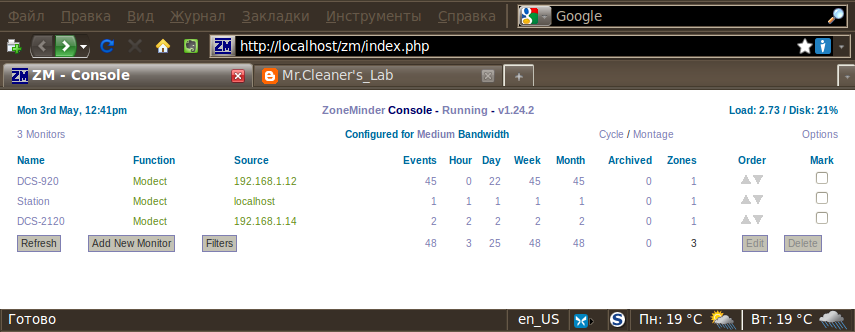 Файл Правка Вид Журнал Закладки Инструменты Справка Google
ZM http://localhost/zm/index.php
ZM ZM - Console Mr.Cleaner's_Lab
Mon 3rd May, 12:41pm ZoneMinder Console - Running - v1.24.2 Load: 2.73 / Disk: 21%
3 Monitors Configured for Medium Bandwidth Cycle / Montage Options
Name Function Source Events Hour Day Week Month Archived Zones Order Mark
DCS-920 Modect 192.168.1.12 45 0 22 45 45 0 1
Station Modect localhost 1 1 1 1 1 0 1
DCS-2120 Modect 192.168.1.14 2 2 2 2 2 0 1
Refresh Add New Monitor Filters 48 3 25 48 48 0 3 Edit Delete
Готово en_US S Пн: 19 °C Вт: 19 °C